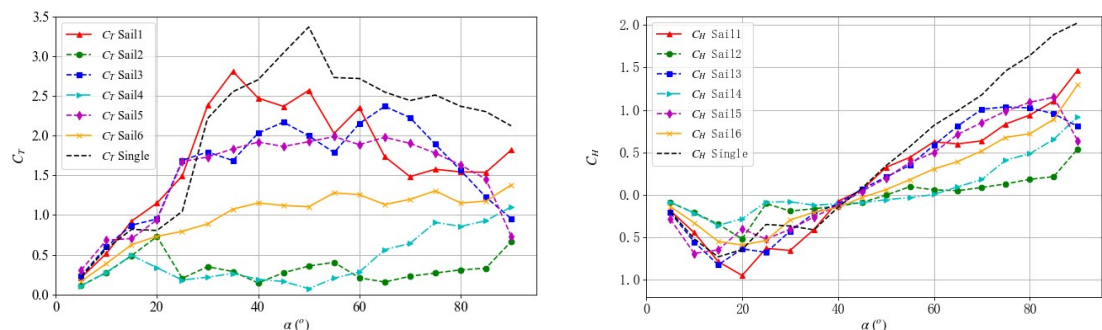 3.5
3.0
2.5
2.0
1.5
1.0
0.5
0.0
C_T
C_T Sail1
C_T Sail2
C_T Sail3
C_T Sail4
C_T Sail5
C_T Sail6
C_T Single
0 20 40 60 80
α (°)
2.0
1.5
1.0
0.5
0.0
0.5
1.0
C_H
C_H Sail1
C_H Sail2
C_H Sail3
C_H Sail4
C_H Sail5
C_H Sail6
C_H Single
0 20 40 60 80
α (°)